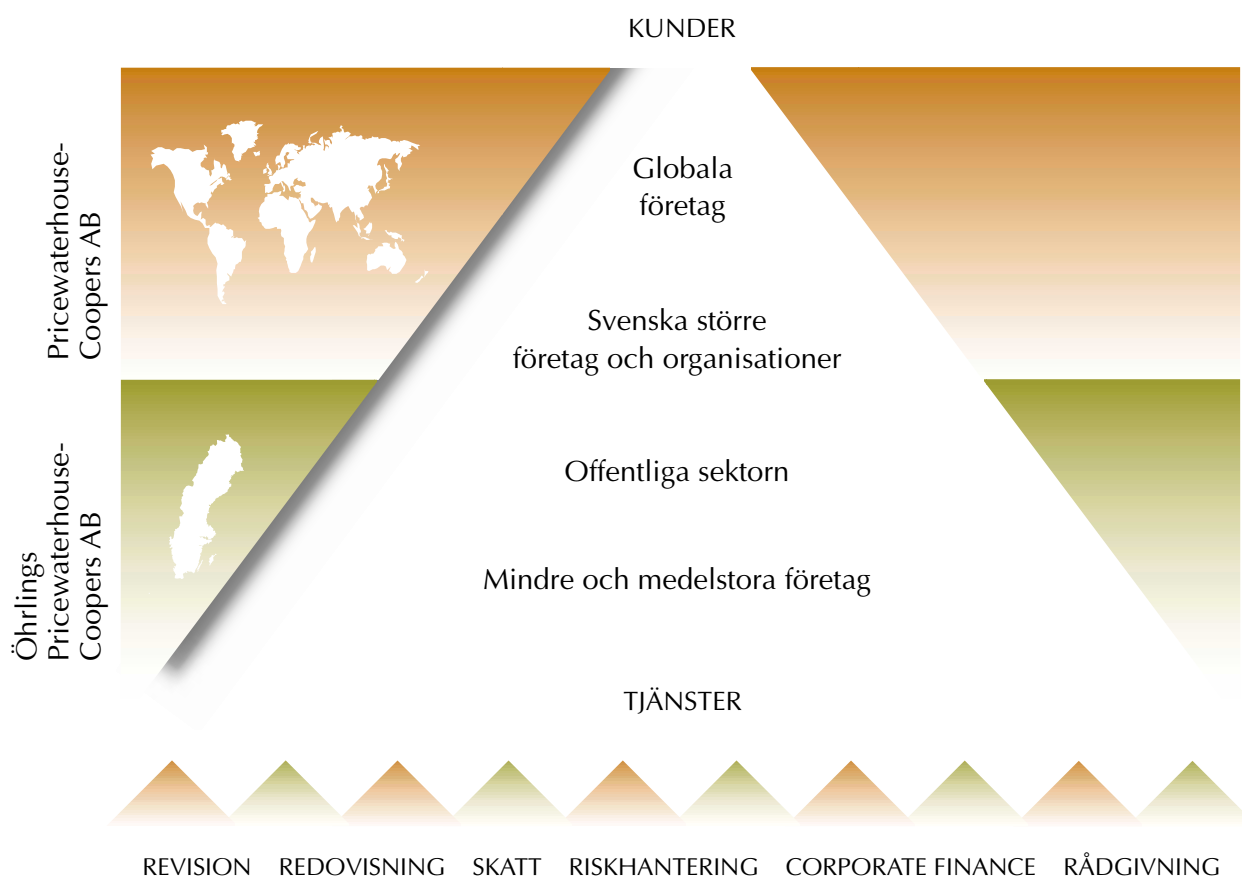 KUNDER
Pricewaterhouse-
Coopers AB
Globala
företag
Svenska större
företag och organisationer
Öhrlings
Pricewaterhouse-
Coopers AB
Offentliga sektorn
Mindre och medelstora företag
TJÄNSTER
REVISION REDOVISNING SKATT RISKHANTERING CORPORATE FINANCE RÅDGIVNING